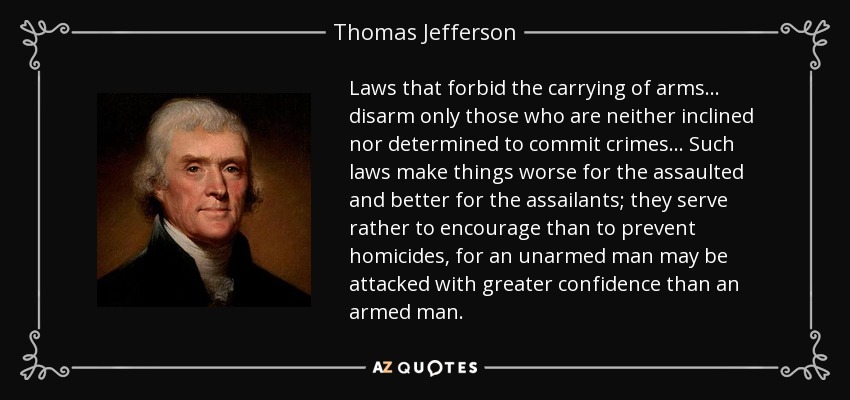 Thomas Jefferson
Laws that forbid the carrying of arms...
disarm only those who are neither inclined
nor determined to commit crimes... Such
laws make things worse for the assaulted
and better for the assailants; they serve
rather to encourage than to prevent
homicides, for an unarmed man may be
attacked with greater confidence than an
armed man.
AZ QUOTES